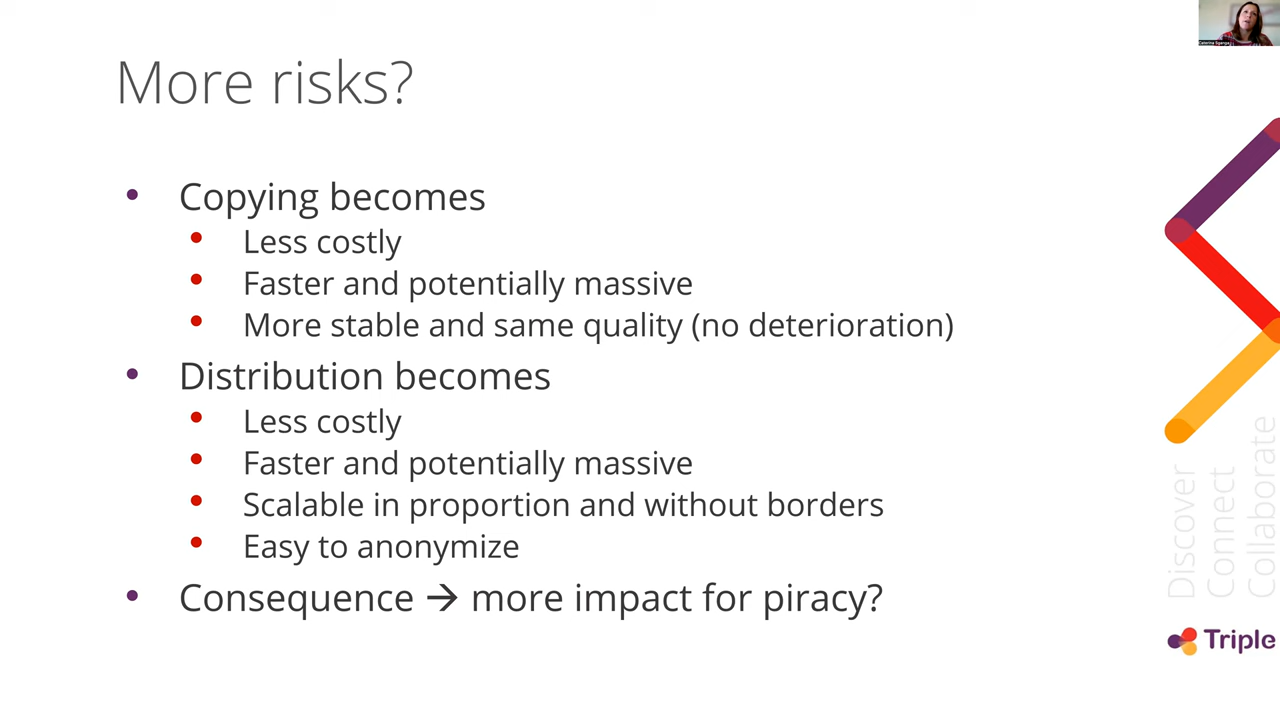 More risks?
• Copying becomes
• Less costly
• Faster and potentially massive
• More stable and same quality (no deterioration)
• Distribution becomes
• Less costly
• Faster and potentially massive
• Scalable in proportion and without borders
• Easy to anonymize
• Consequence → more impact for piracy?
Discover
Connect
Collaborate
Triple